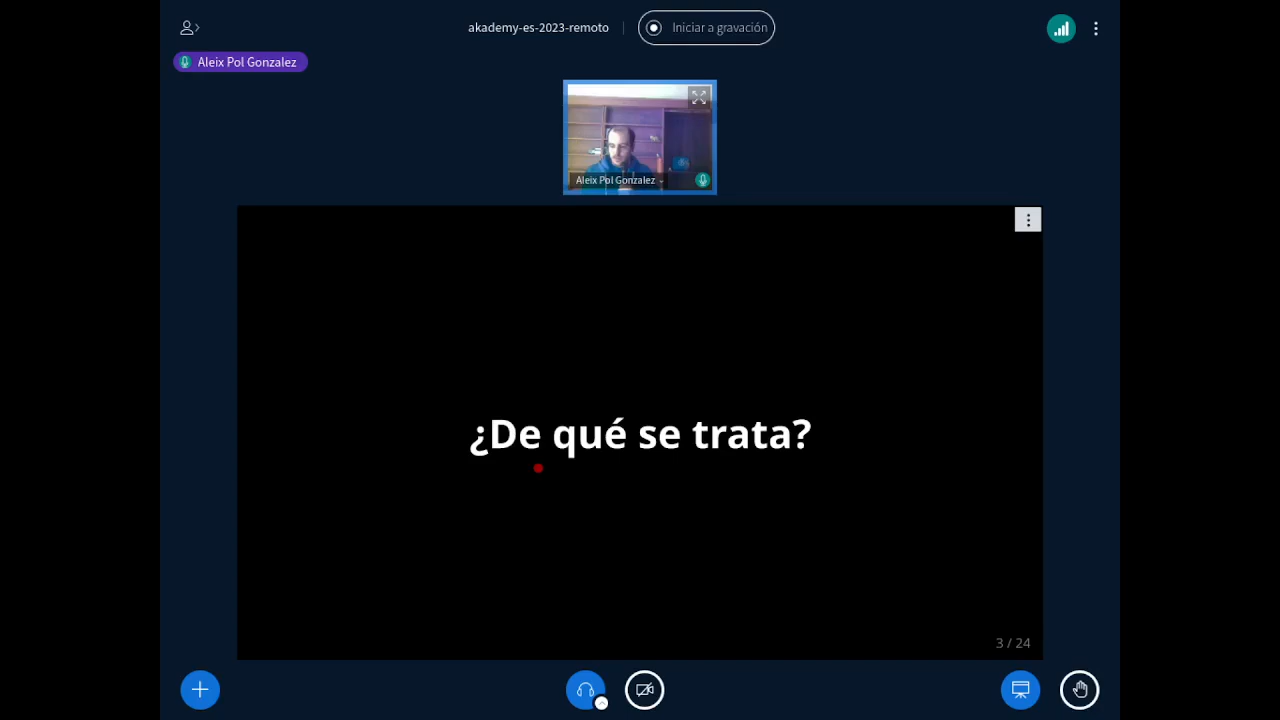 akademy-es-2023-remoto
Iniciar a gravación
Aleix Pol Gonzalez
Aleix Pol Gonzalez
¿De qué se trata?
3 / 24